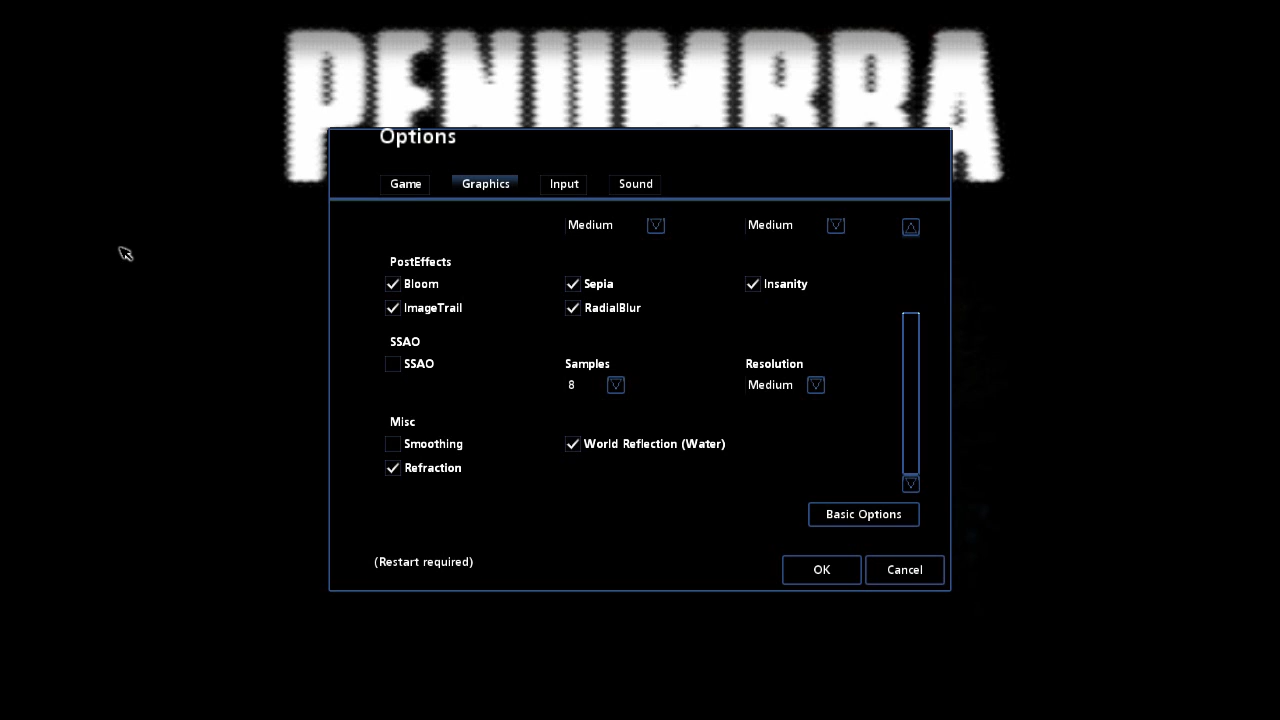 PENUMBRA
Options
Game Graphics Input Sound
Medium Medium
PostEffects
Bloom Sepia Insanity
ImageTrail RadialBlur
SSAO
SSAO Samples Resolution
8 Medium
Misc
Smoothing World Reflection (Water)
Refraction
Basic Options
(Restart required)
OK Cancel